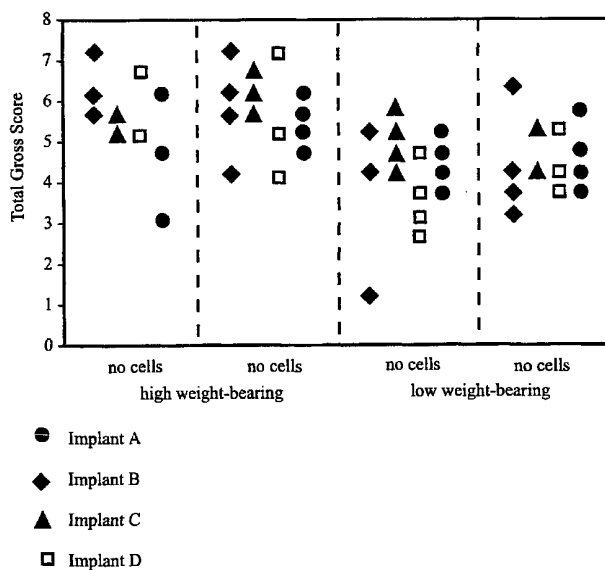 Total Gross Score
8
7
6
5
4
3
2
1
0
no cells no cells no cells no cells
high weight-bearing low weight-bearing
Implant A
Implant B
Implant C
Implant D